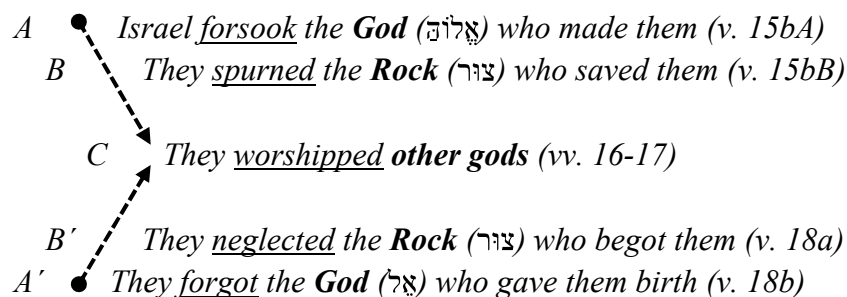 A Israel forsook the God (אֱלוֹהַּ) who made them (v. 15bA)
B They spurned the Rock (צוּר) who saved them (v. 15bB)
C They worshipped other gods (vv. 16-17)
B´ They neglected the Rock (צוּר) who begot them (v. 18a)
A´ They forgot the God (אֵל) who gave them birth (v. 18b)